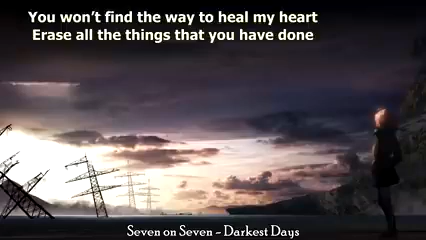 You won't find the way to heal my heart
Erase all the things that you have done
Seven on Seven - Darkest Days